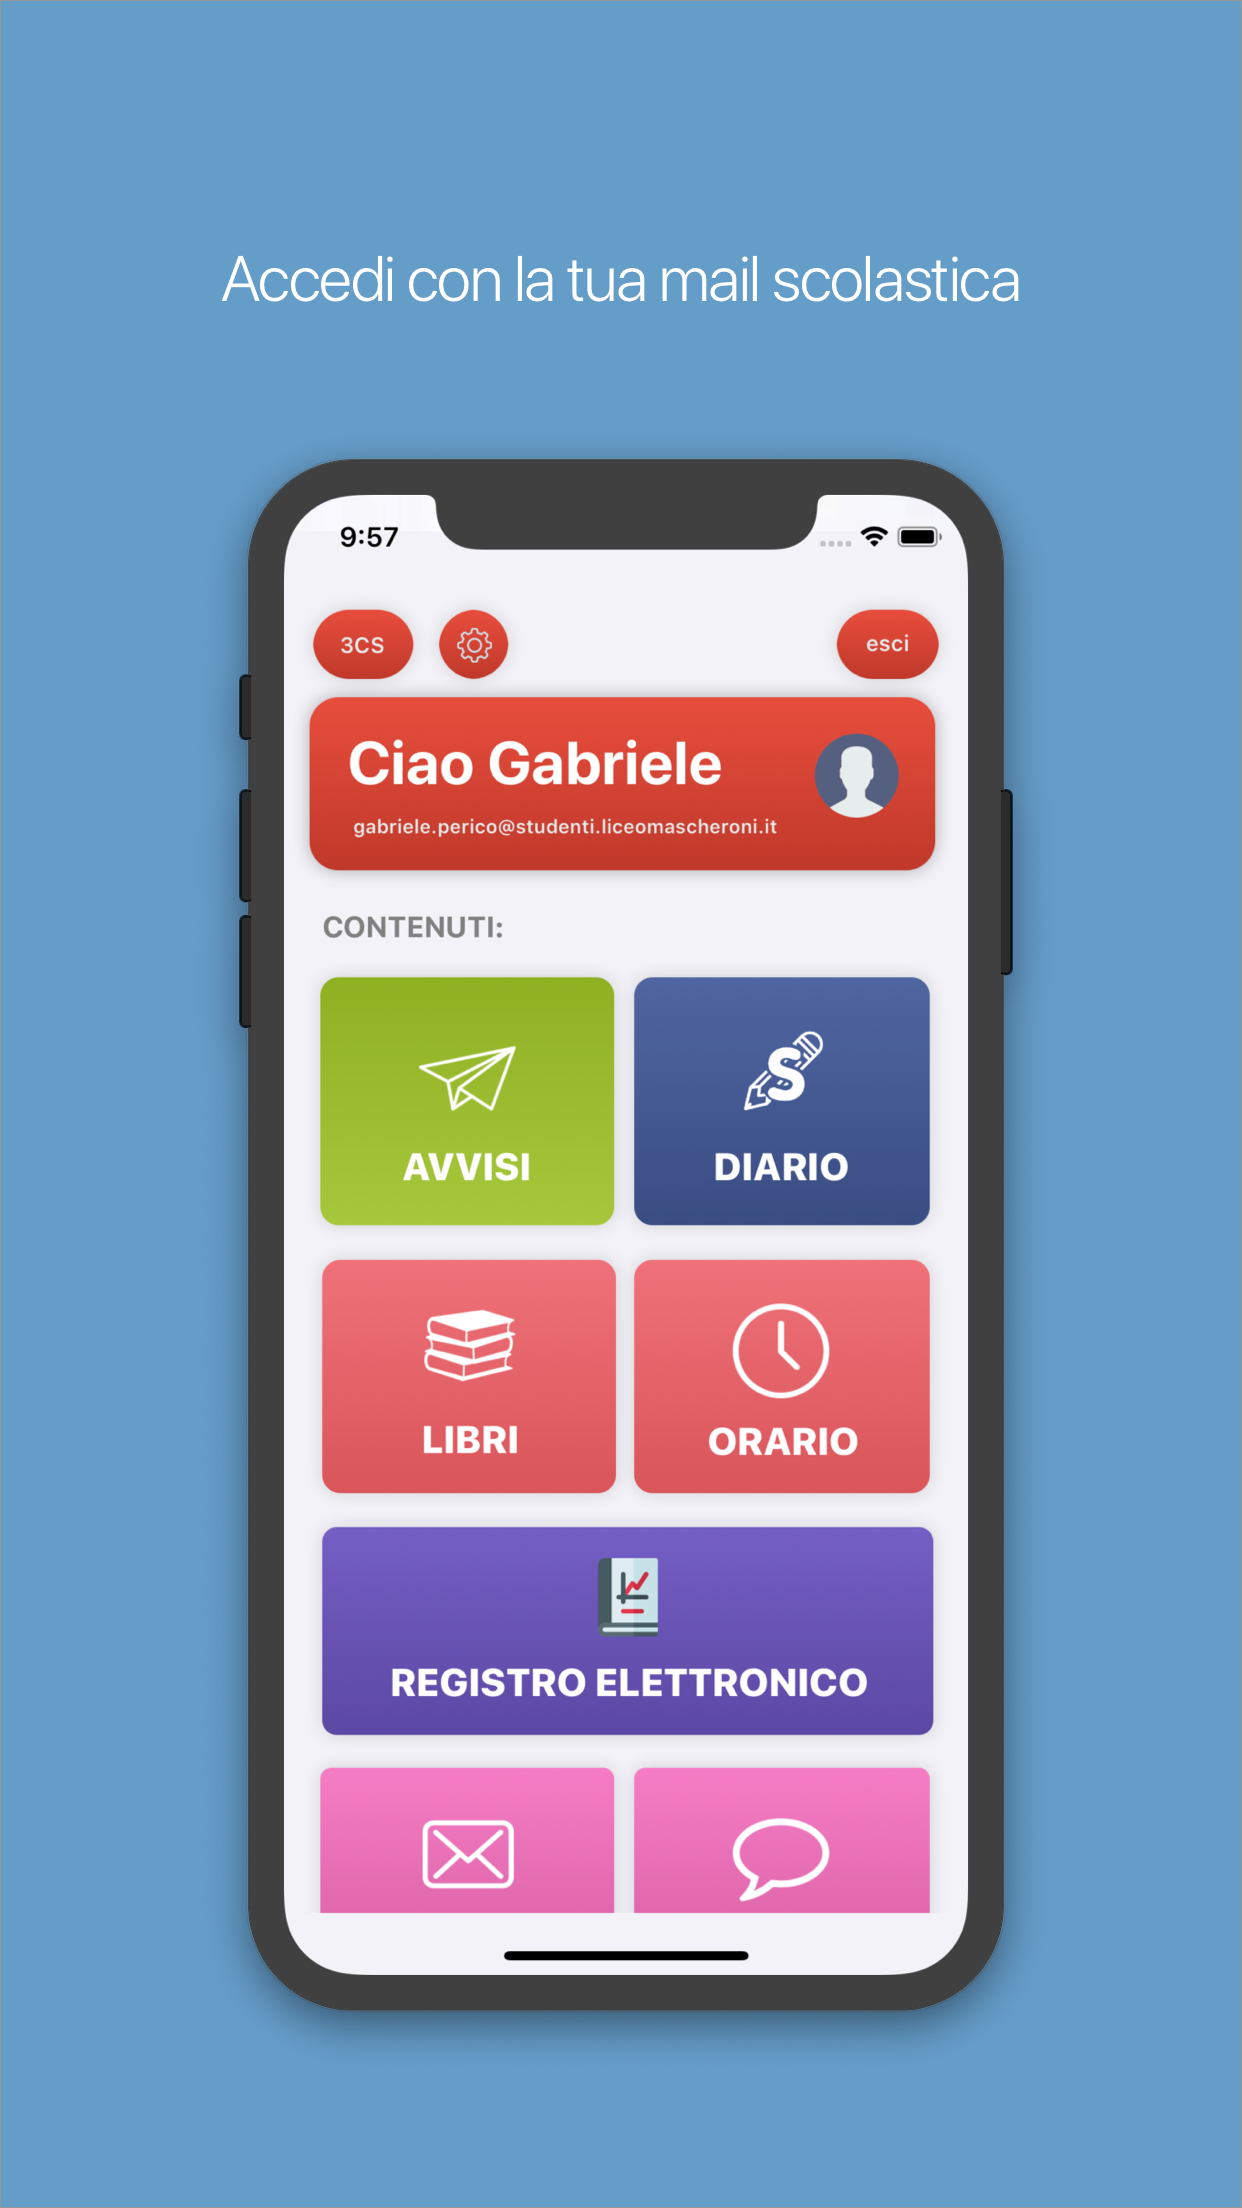 Accedi con la tua mail scolastica
9:57
3CS
esci
Ciao Gabriele
gabriele.perico@studenti.liceomascheroni.it
CONTENUTI:
AVVISI
S
DIARIO
LIBRI
ORARIO
REGISTRO ELETTRONICO